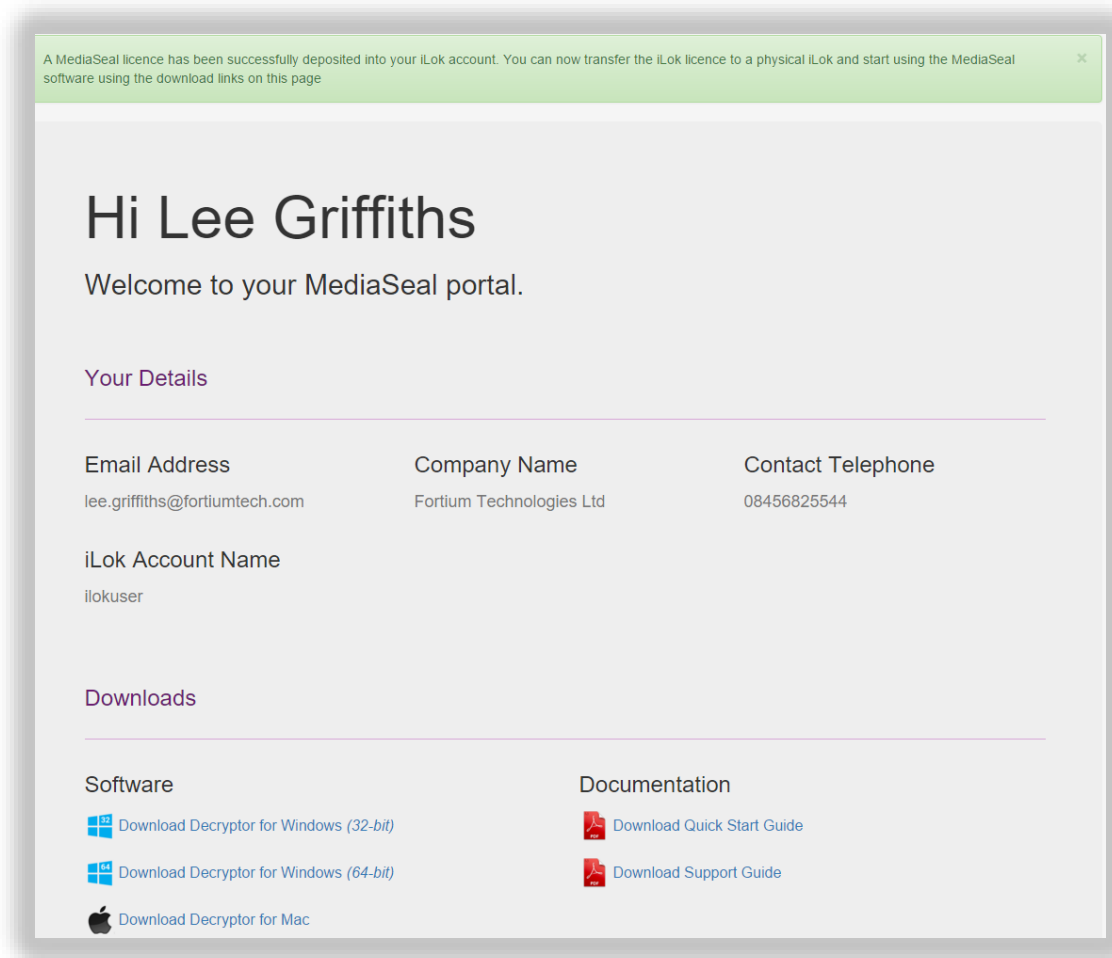 A MediaSeal licence has been successfully deposited into your iLok account. You can now transfer the iLok licence to a physical iLok and start using the MediaSeal
software using the download links on this page
×
Hi Lee Griffiths
Welcome to your MediaSeal portal.
Your Details
Email Address
lee.griffiths@fortiumtech.com
Company Name
Fortium Technologies Ltd
Contact Telephone
08456825544
iLok Account Name
ilokuser
Downloads
Software
32
Download Decryptor for Windows (32-bit)
64
Download Decryptor for Windows (64-bit)
Download Decryptor for Mac
Documentation
PDF
Download Quick Start Guide
PDF
Download Support Guide